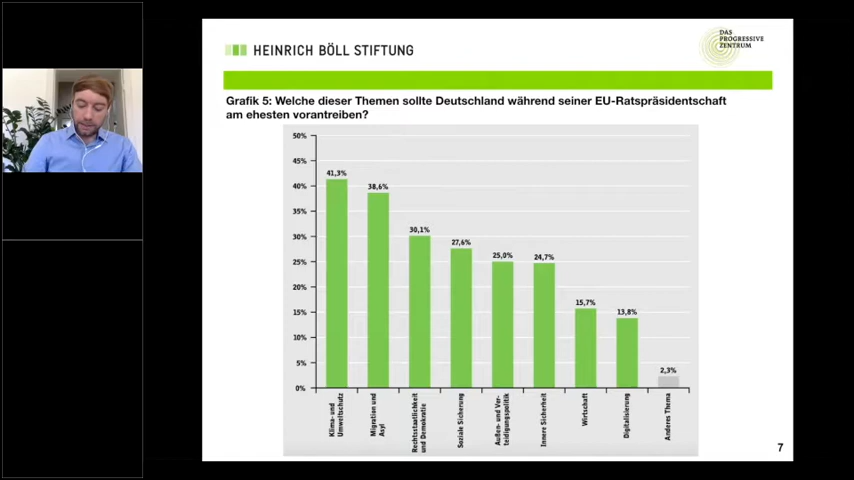 HEINRICH BÖLL STIFTUNG
DAS
PROGRESSIVE
ZENTRUM
Grafik 5: Welche dieser Themen sollte Deutschland während seiner EU-Ratspräsidentschaft
am ehesten vorantreiben?
50%
45%
40%
35%
30%
25%
20%
15%
10%
5%
0%
41,3%
38,6%
30,1%
27,6%
25,0%
24,7%
15,7%
13,8%
2,3%
Klima- und
Umweltschutz
Migration und
Asyl
Rechtsstaatlichkeit
und Demokratie
Soziale Sicherung
Außen- und Ver-
teidigungspolitik
Innere Sicherheit
Wirtschaft
Digitalisierung
Anderes Thema
7